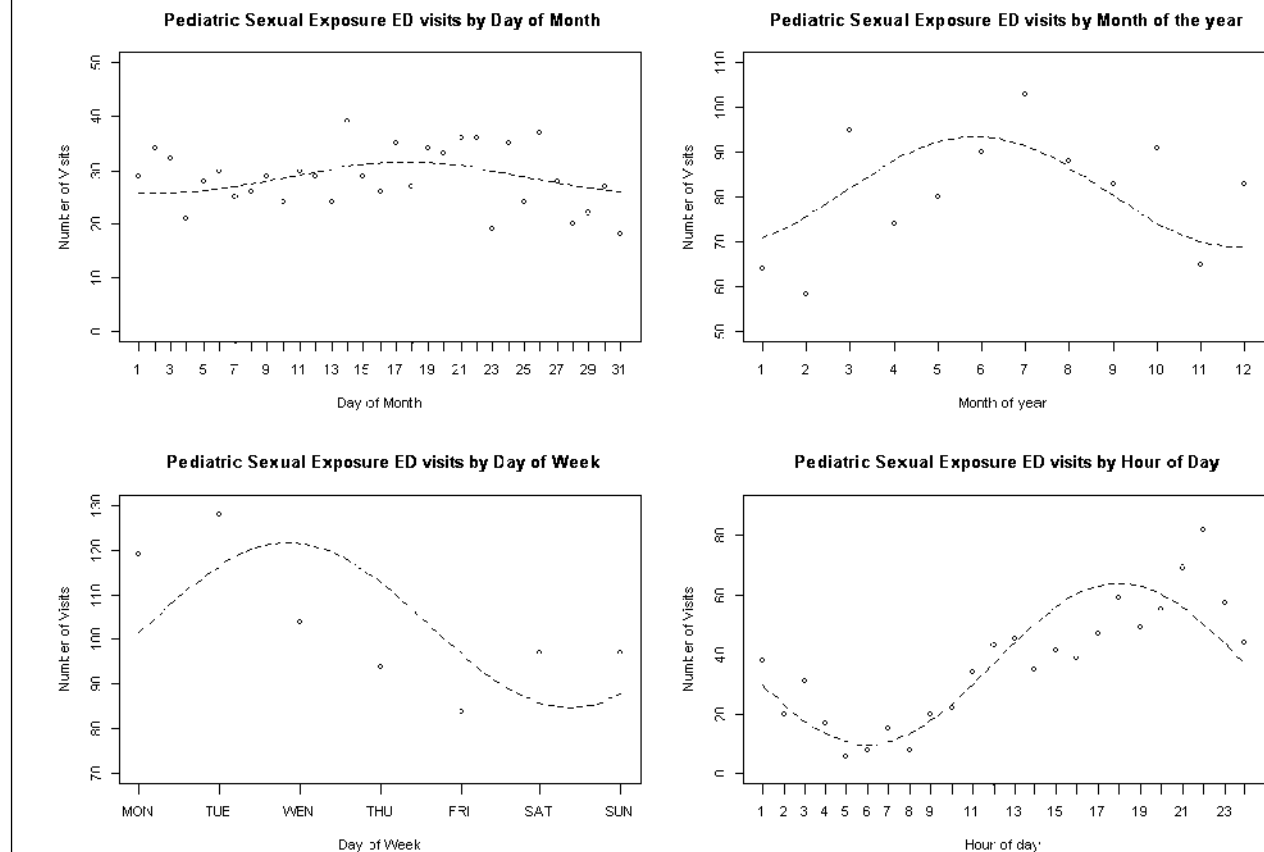 Pediatric Sexual Exposure ED visits by Day of Month
Number of Visits
50
40
30
20
10
0
1 3 5 7 9 11 13 15 17 19 21 23 25 27 29 31
Day of Month
Pediatric Sexual Exposure ED visits by Month of the year
Number of Visits
110
100
90
80
70
60
50
1 2 3 4 5 6 7 8 9 10 11 12
Month of year
Pediatric Sexual Exposure ED visits by Day of Week
Number of Visits
130
120
110
100
90
80
70
MON TUE WEN THU FRI SAT SUN
Day of Week
Pediatric Sexual Exposure ED visits by Hour of Day
Number of Visits
80
60
40
20
0
1 2 3 4 5 6 7 8 9 11 13 15 17 19 21 23
Hour of day